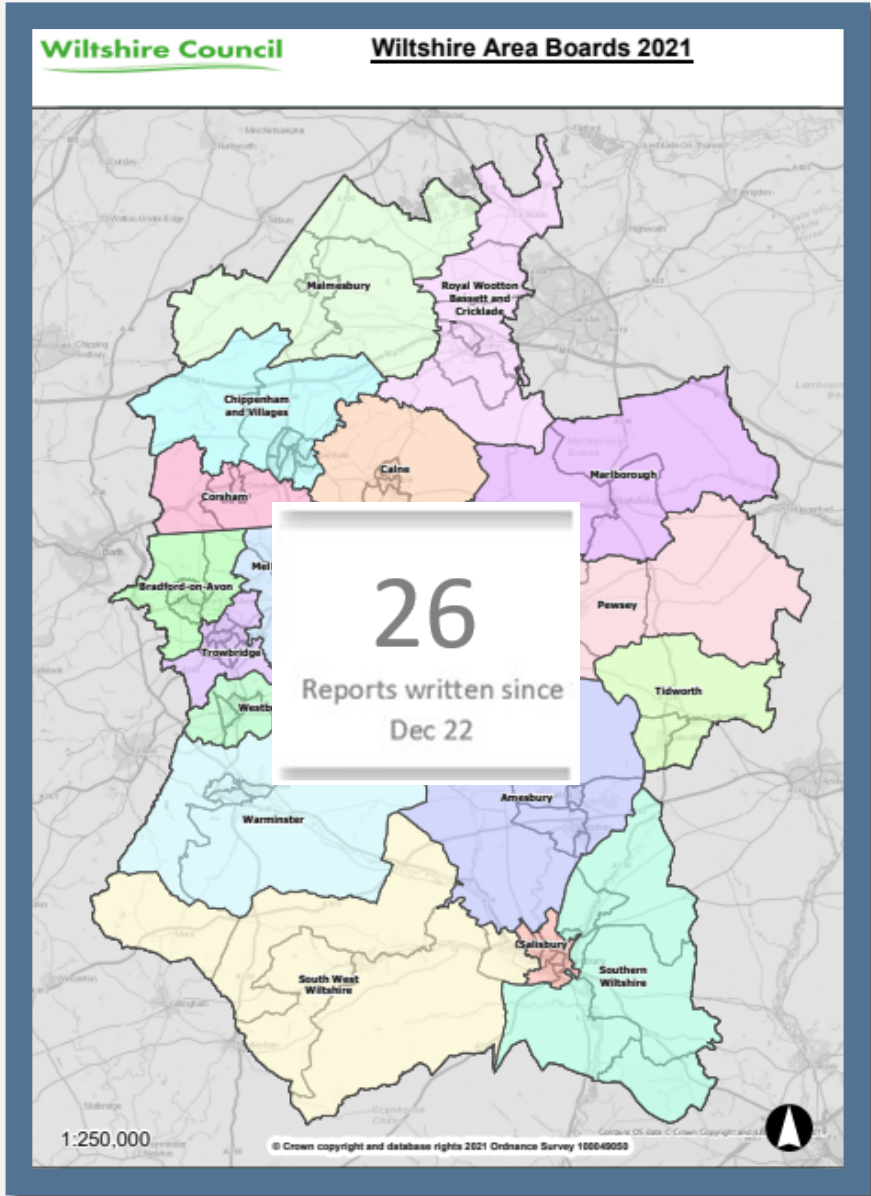 Wiltshire Council
Wiltshire Area Boards 2021
Malmesbury
Royal Wootton
Bassett and
Cricklade
Chippenham
and Villages
Calne
Marlborough
Corsham
Mel
Bradford-on-Avon
26
Reports written since
Dec 22
Pewsey
Trowbridge
Tidworth
Westb
Amesbury
Warminster
Salisbury
Southern
Wiltshire
South West
Wiltshire
1:250,000
© Crown copyright and database rights 2021 Ordnance Survey 100049050